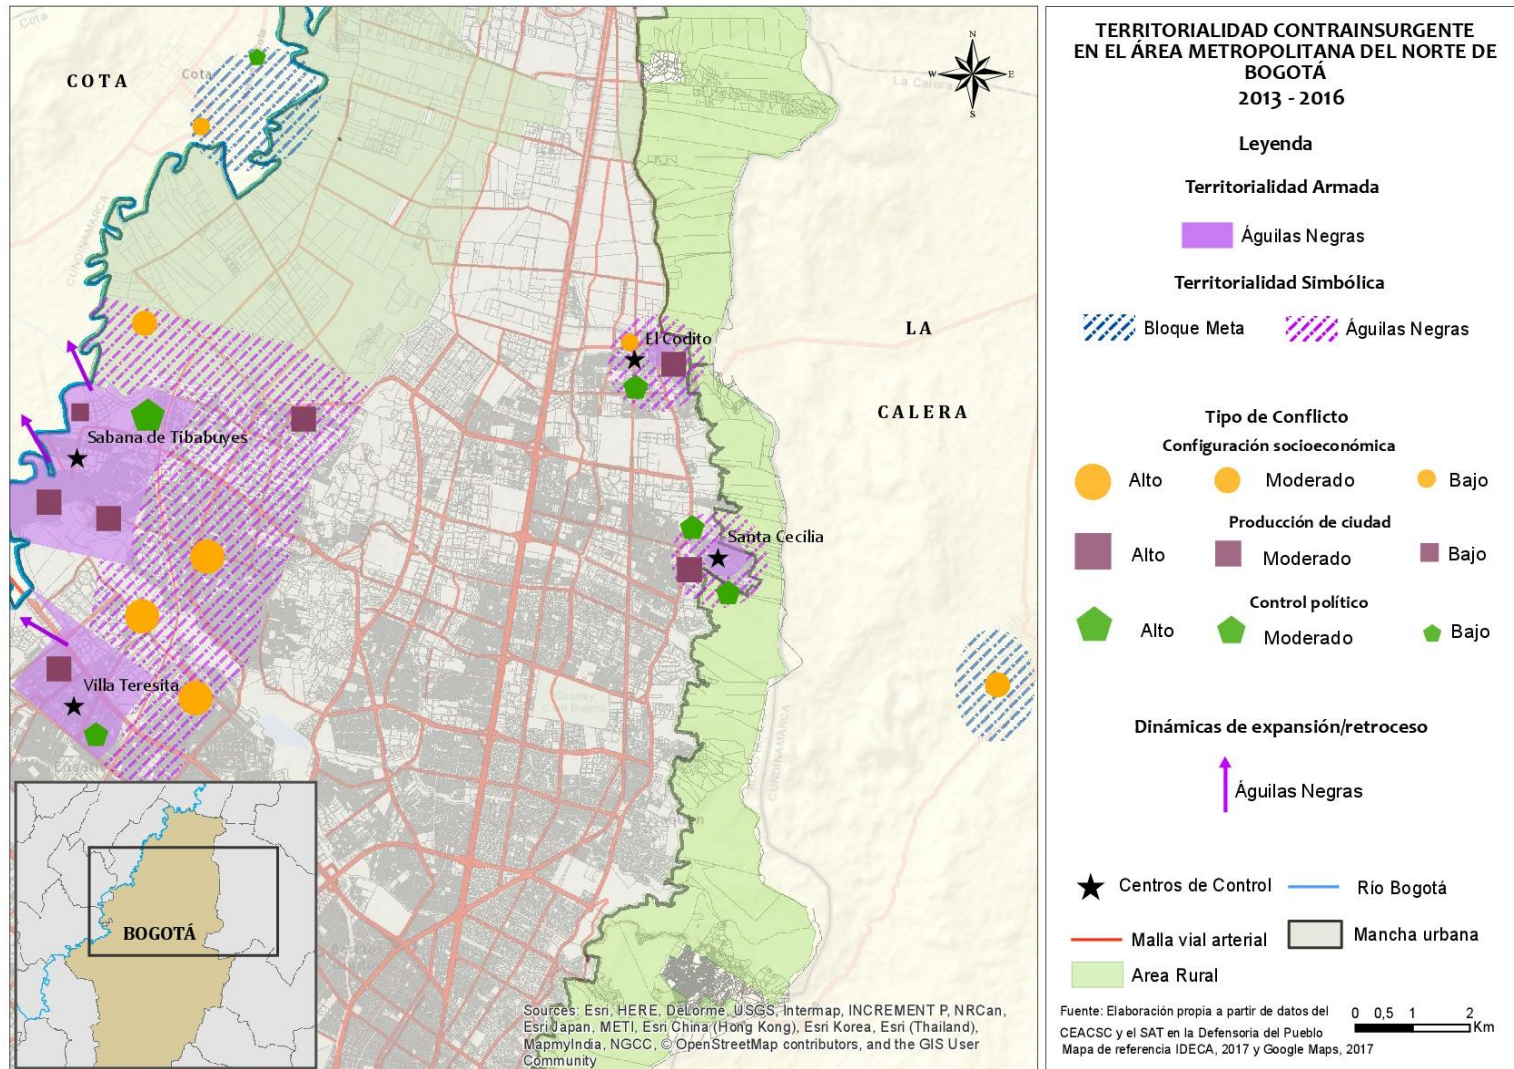 COTA
Cota
Cota
La Calera
N
W
E
S
CUNDINAMARCA
El Codito
LA
CALERA
Sabana de Tibabuyes
Santa Cecilia
Villa Teresita
CUNDINAMARCA
BOGOTÁ
Sources: Esri, HERE, DeLorme, USGS, Intermap, INCREMENT P, NRCan,
Esri Japan, METI, Esri China (Hong Kong), Esri Korea, Esri (Thailand),
MapmyIndia, NGCC, © OpenStreetMap contributors, and the GIS User
Community
TERRITORIALIDAD CONTRAINSURGENTE
EN EL ÁREA METROPOLITANA DEL NORTE DE
BOGOTÁ
2013 - 2016
Leyenda
Territorialidad Armada
Águilas Negras
Territorialidad Simbólica
Bloque Meta Águilas Negras
Tipo de Conflicto
Configuración socioeconómica
Alto Moderado Bajo
Producción de ciudad
Alto Moderado Bajo
Control político
Alto Moderado Bajo
Dinámicas de expansión/retroceso
Águilas Negras
Centros de Control Río Bogotá
Malla vial arterial Mancha urbana
Area Rural
Fuente: Elaboración propia a partir de datos del
CEACSC y el SAT en la Defensoria del Pueblo
Mapa de referencia IDECA, 2017 y Google Maps, 2017
0 0,5 1 2
Km